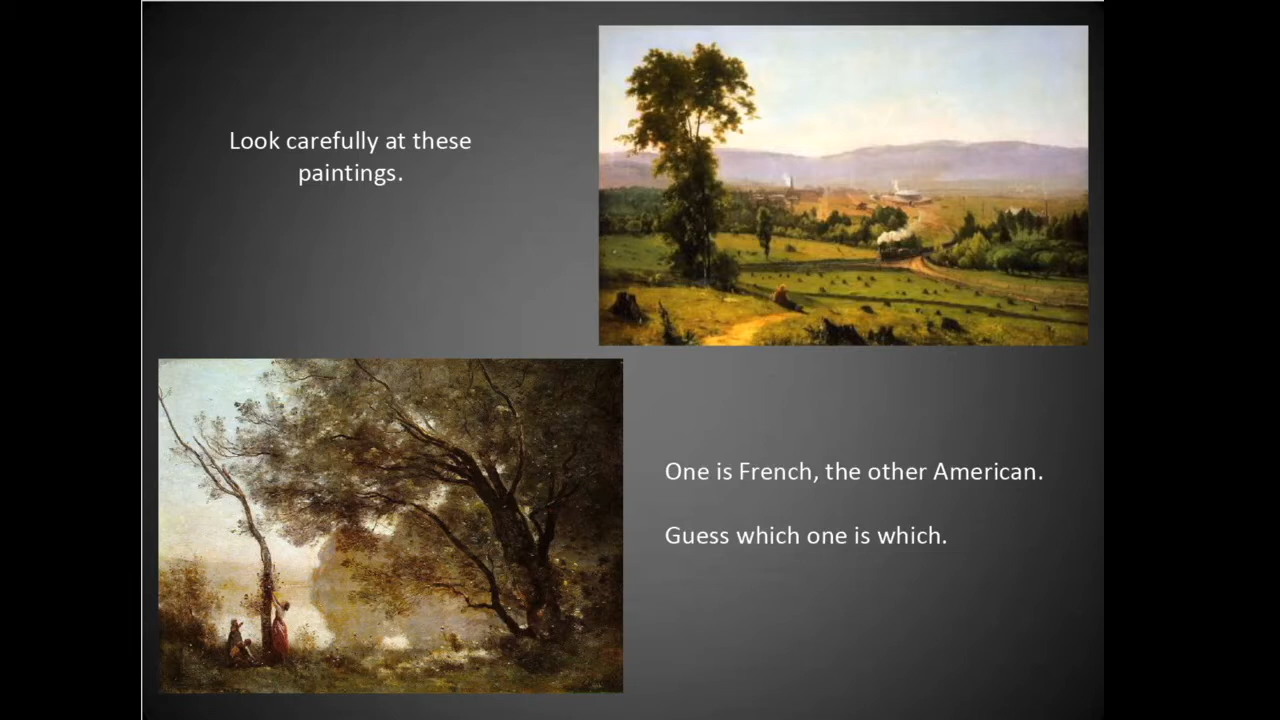 Look carefully at these
paintings.
One is French, the other American.
Guess which one is which.